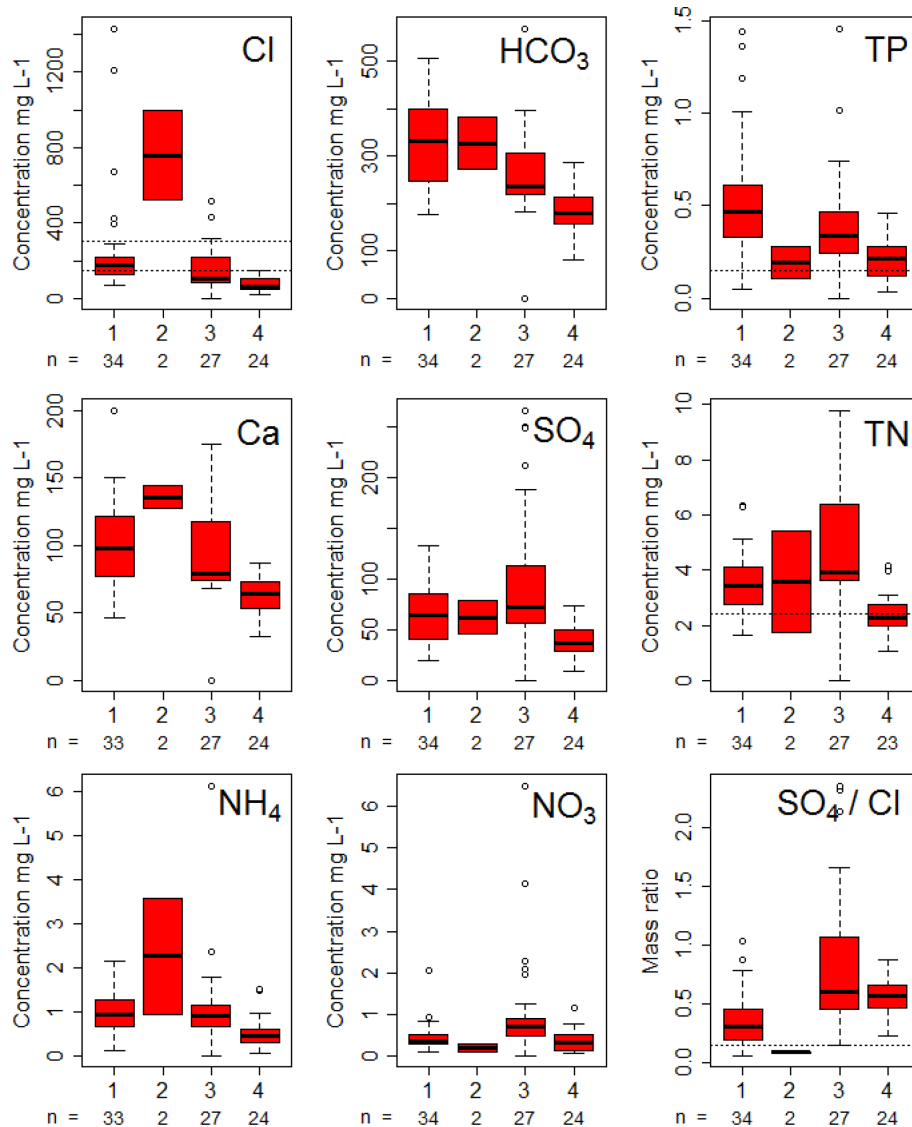 Cl
Concentration mg L-1
0
400
800
1200
1 2 3 4
n = 34 2 27 24
HCO3
Concentration mg L-1
0
100
300
500
1 2 3 4
34 2 27 24
TP
Concentration mg L-1
0.0
0.5
1.0
1.5
1 2 3 4
34 2 27 24
Ca
Concentration mg L-1
0
50
100
150
200
1 2 3 4
n = 33 2 27 24
SO4
Concentration mg L-1
0
50
100
200
1 2 3 4
34 2 27 24
TN
Concentration mg L-1
0
2
4
6
8
10
1 2 3 4
34 2 27 23
NH4
Concentration mg L-1
0
1
2
3
4
5
6
1 2 3 4
n = 33 2 27 24
NO3
Concentration mg L-1
0
1
2
3
4
5
6
1 2 3 4
34 2 27 24
SO4 / Cl
Mass ratio
0.0
0.5
1.0
1.5
2.0
1 2 3 4
n = 34 2 27 24